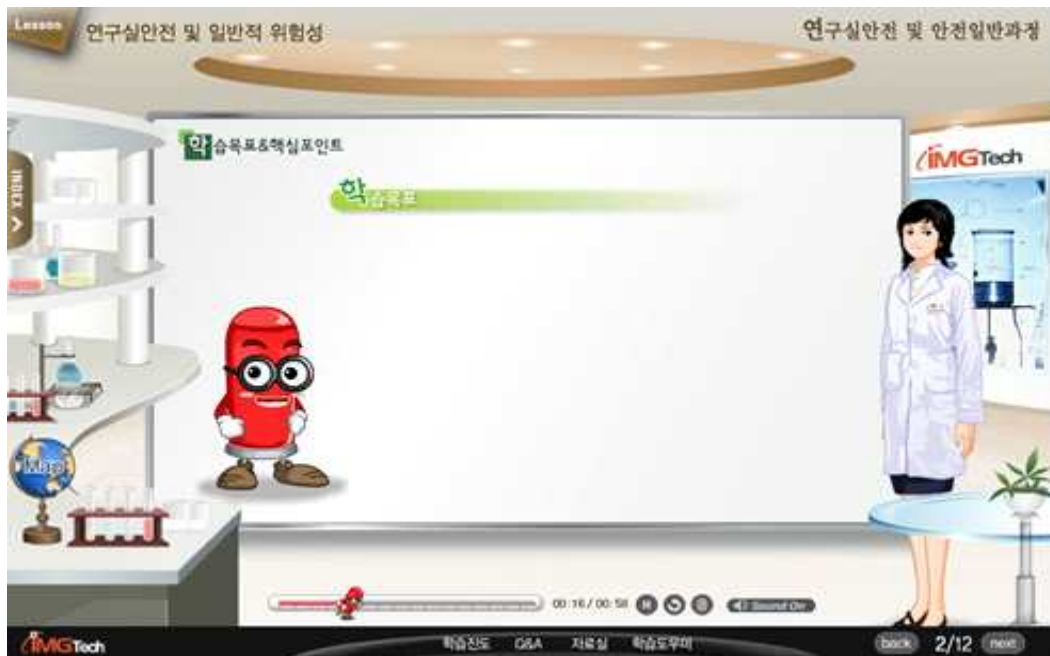 Lesson
연구실안전 및 일반적 위험성
연구실안전 및 안전일반과정
학습목표&핵심포인트
학습목표
iMGTech
INDEX
Map
00:16 / 00:58
Sound On
iMGTech
학습진도 Q&A 자료실 학습도우미
back 2/12 next